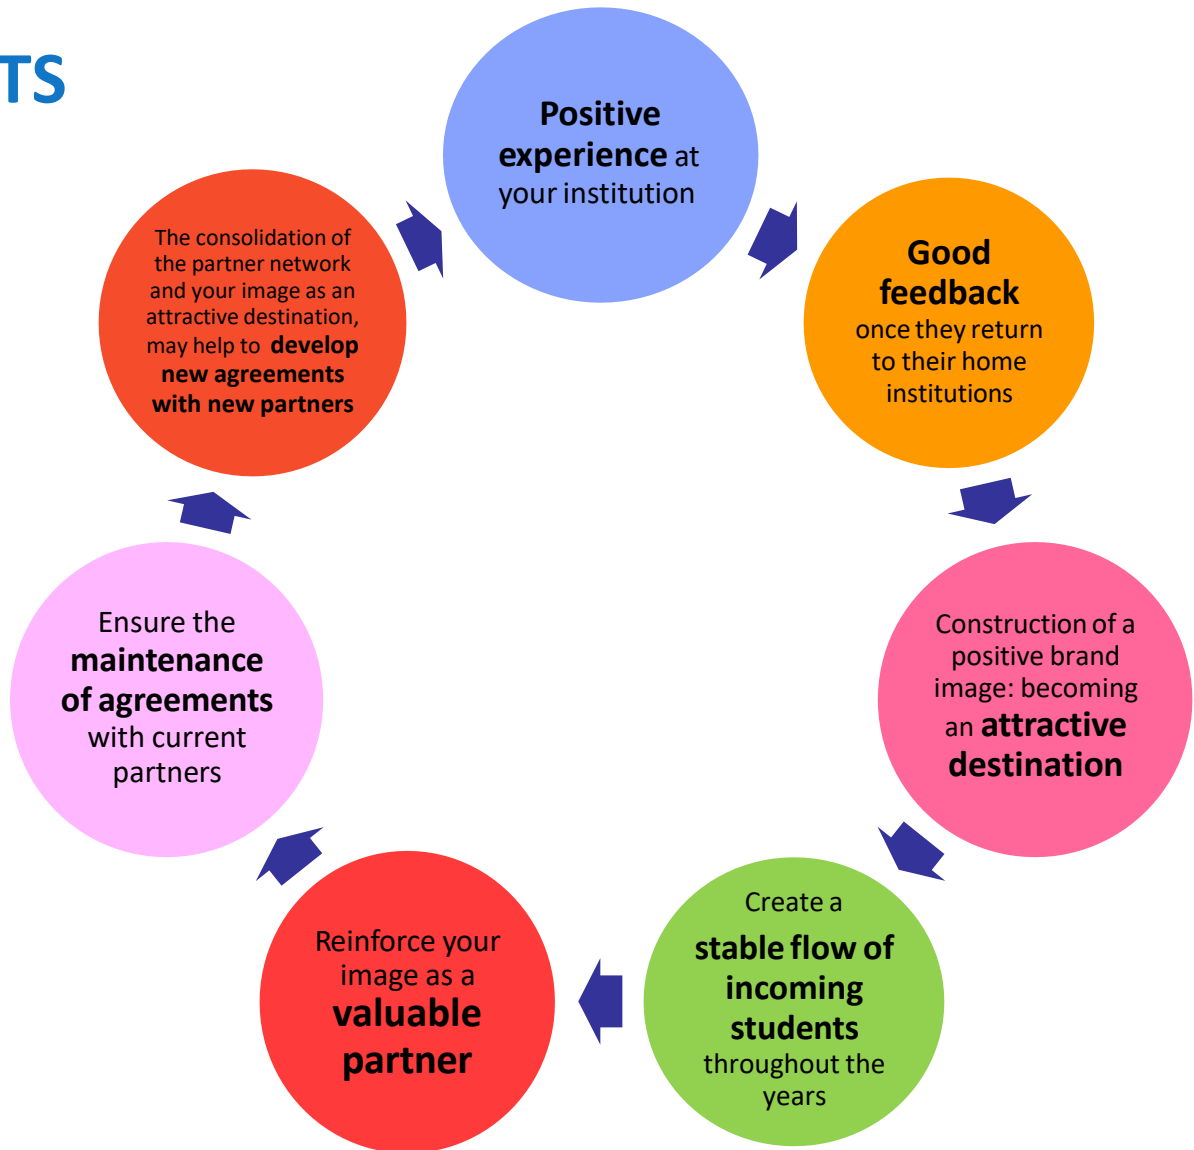 TS
Positive
experience at
your institution
Good
feedback
once they return
to their home
institutions
Construction of a
positive brand
image: becoming
an attractive
destination
Create a
stable flow of
incoming
students
throughout the
years
Reinforce your
image as a
valuable
partner
Ensure the
maintenance
of agreements
with current
partners
The consolidation of
the partner network
and your image as an
attractive destination,
may help to develop
new agreements
with new partners